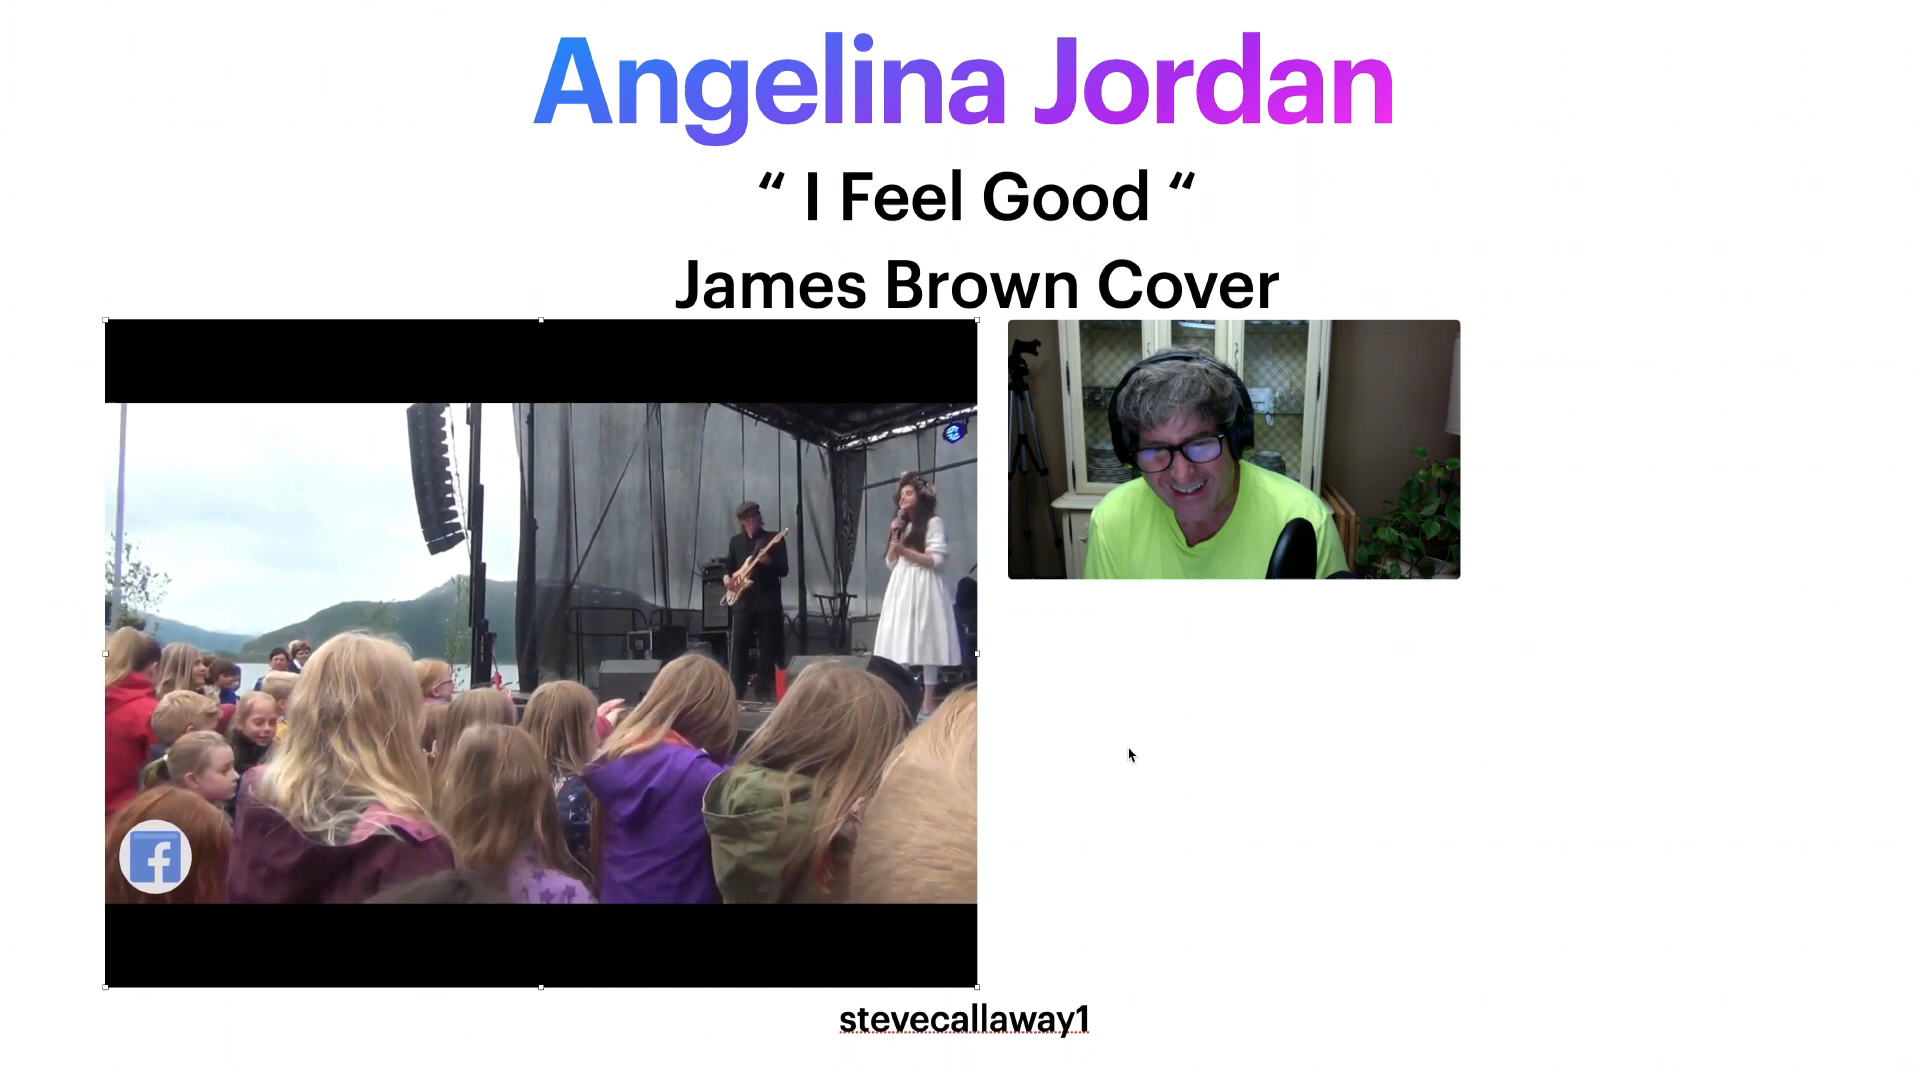 Angelina Jordan
“ I Feel Good “
James Brown Cover
stevecallaway1